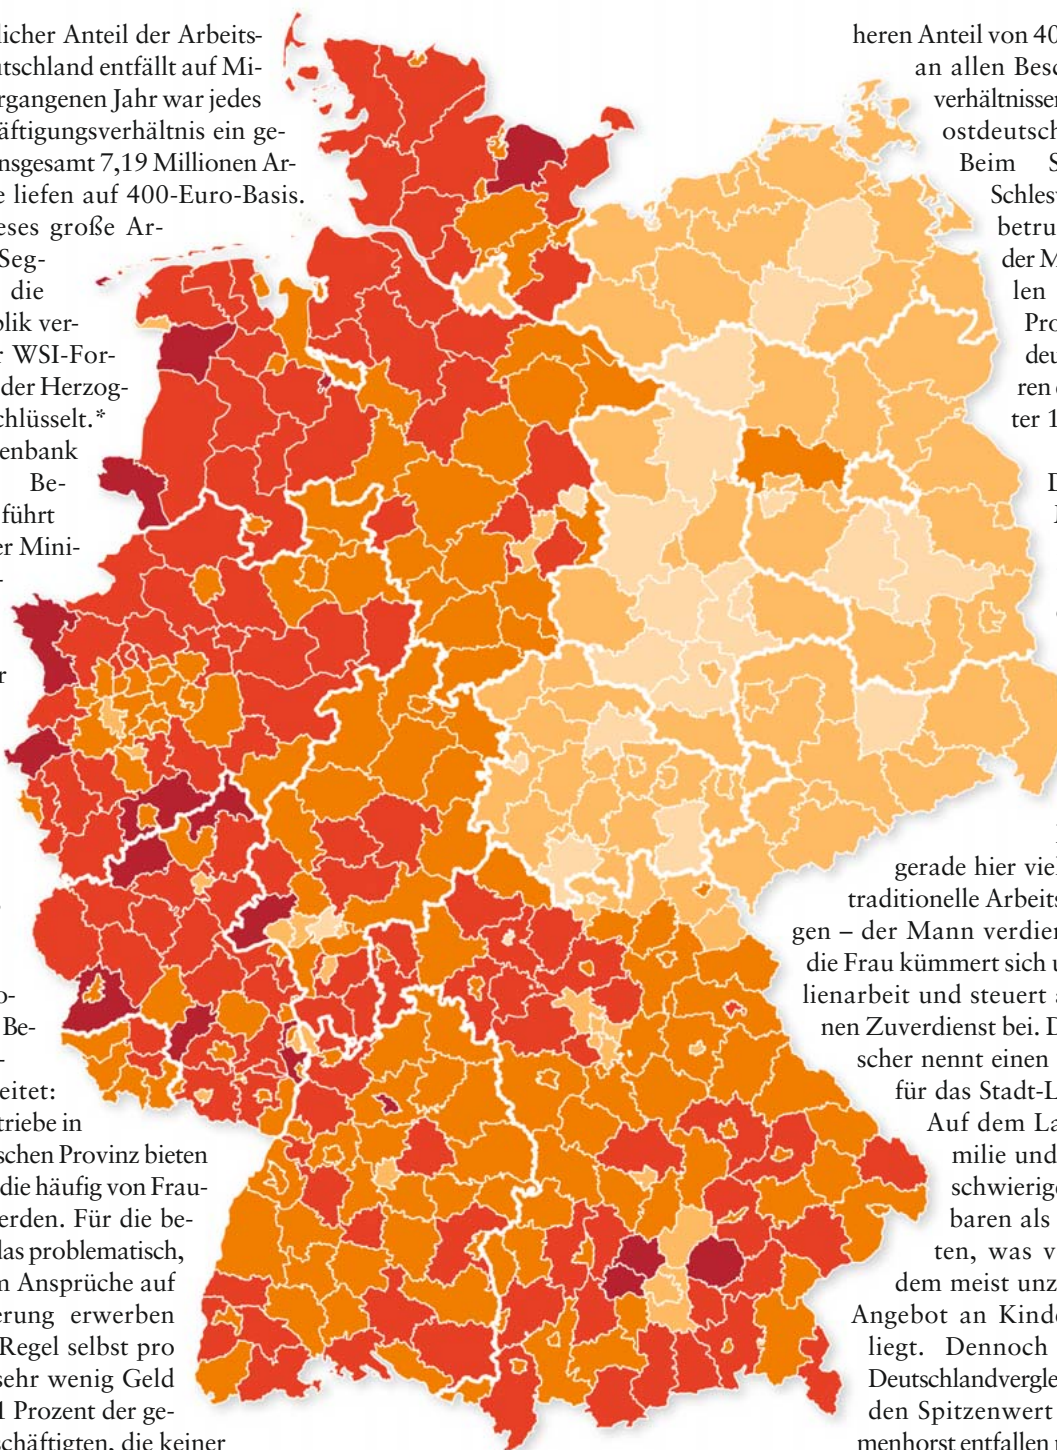 licher Anteil der Arbeits-
utschland entfällt auf Mi-
rgangenen Jahr war jedes
äftigungsverhältnis ein ge-
nsgesamt 7,19 Millionen Ar-
e liefen auf 400-Euro-Basis.
eses große Ar-
Seg-
die
blik ver-
r WSI-For-
der Herzog-
chlüsselt.*
enbank
Be-
führt
er Mini-
-
r
o-
Be-
-
eitet:
triebe in
schen Provinz bieten
die häufig von Frau-
erden. Für die be-
las problematisch,
n Ansprüche auf
erung erwerben
Regel selbst pro
sehr wenig Geld
1 Prozent der ge-
chäftigten, die keiner
heren Anteil von 40
an allen Besc
verhältnissen
ostdeutsch
Beim S
Schlesw
betru
der M
len
Pro
deu
ren
ter 1
D
gerade hier viel
traditionelle Arbeits
gen – der Mann verdien
die Frau kümmert sich u
lienarbeit und steuert a
nen Zuverdienst bei. D
scher nennt einen
für das Stadt-L
Auf dem La
milie und
schwierige
baren als
ten, was v
dem meist unz
Angebot an Kinde
liegt. Dennoch
Deutschlandvergle
den Spitzenwert
menhorst entfallen